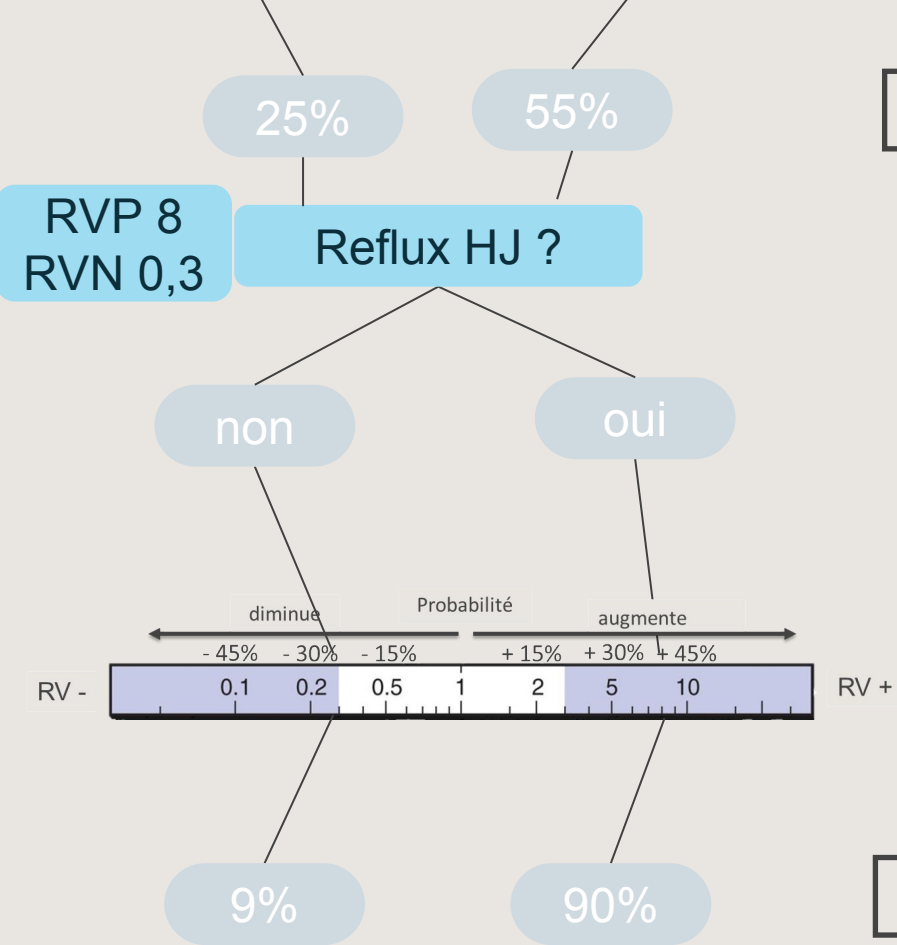 25%
55%
RVP 8
RVN 0,3
Reflux HJ ?
non
oui
diminue
Probabilité
augmente
- 45% - 30% - 15% + 15% + 30% + 45%
RV - 0.1 0.2 0.5 1 2 5 10 RV +
9%
90%